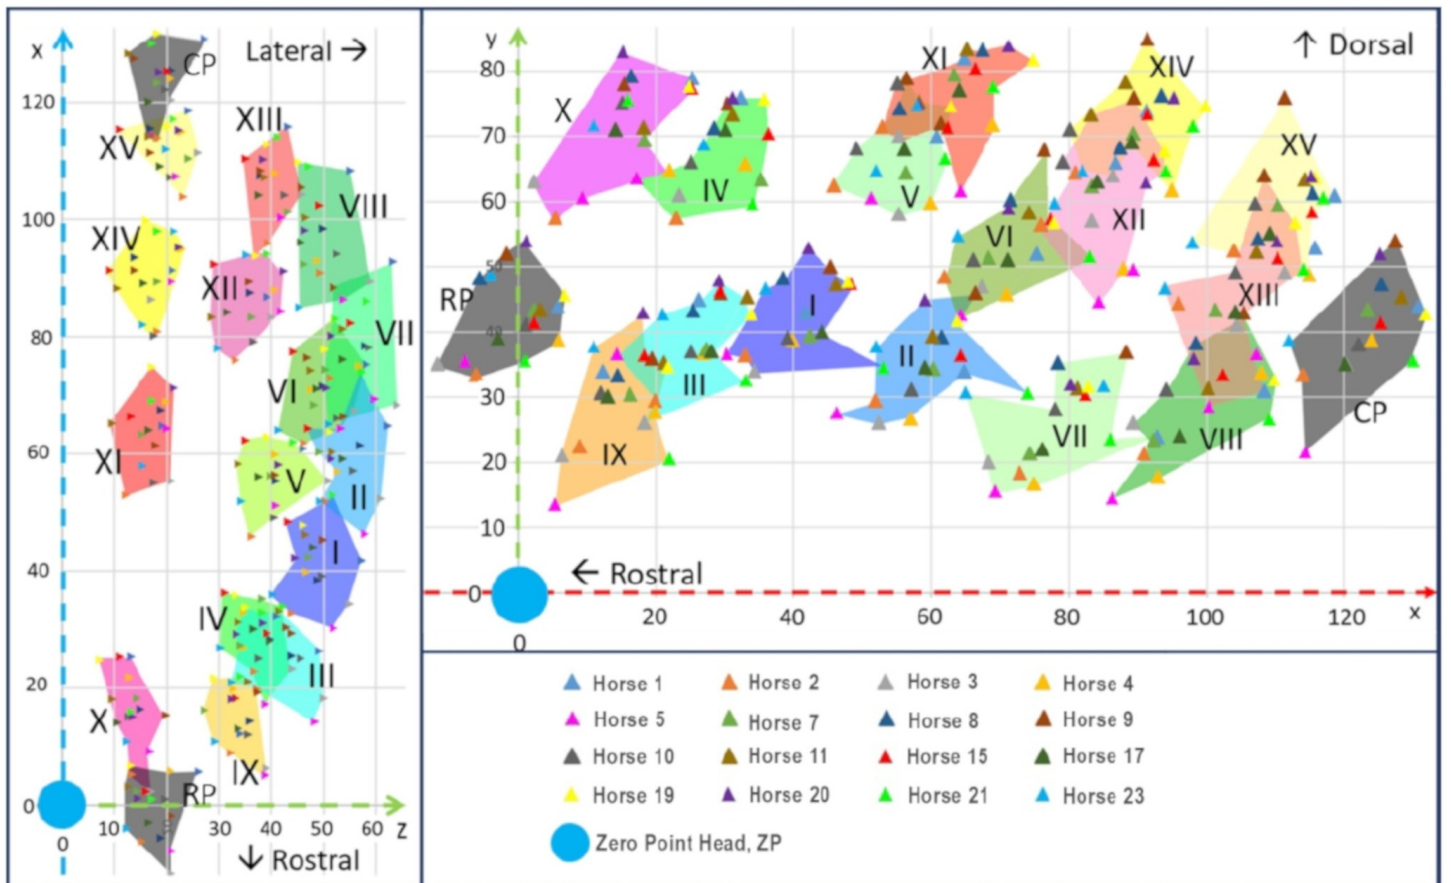 x
Lateral →
CP
120
XV
XIII
100
VIII
XIV
XII
80
VII
VI
60
XI
V
II
I
40
IV
20
III
X
IX
RP
0
10 30 40 50 60 z
0
↓ Rostral
y
↑ Dorsal
80
XI
XIV
X
70
XV
IV
V
60
XII
VI
50
RP
XIII
I
40
II
III
30
CP
VII
VIII
IX
20
10
← Rostral
0
20 40 60 80 100 120 x
0
Horse 1 Horse 2 Horse 3 Horse 4
Horse 5 Horse 7 Horse 8 Horse 9
Horse 10 Horse 11 Horse 15 Horse 17
Horse 19 Horse 20 Horse 21 Horse 23
Zero Point Head, ZP